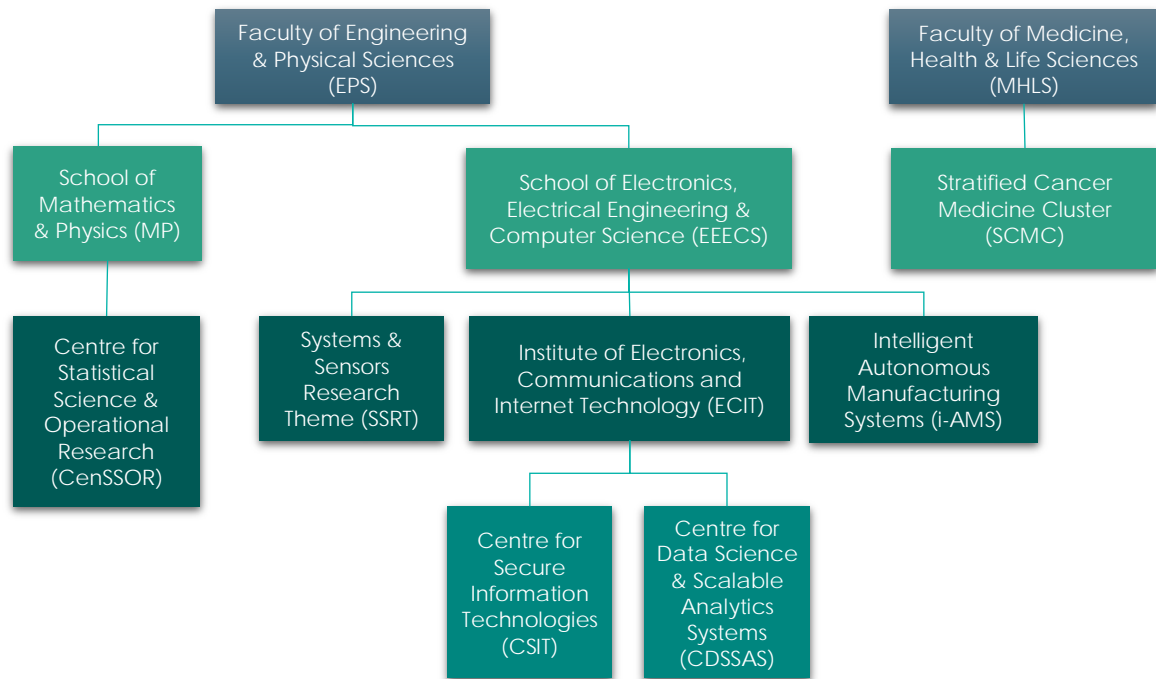 Faculty of Engineering
& Physical Sciences
(EPS)
Faculty of Medicine,
Health & Life Sciences
(MHLS)
School of
Mathematics
& Physics (MP)
School of Electronics,
Electrical Engineering &
Computer Science (EEECS)
Stratified Cancer
Medicine Cluster
(SCMC)
Centre for
Statistical
Science &
Operational
Research
(CenSSOR)
Systems &
Sensors
Research
Theme (SSRT)
Institute of Electronics,
Communications and
Internet Technology (ECIT)
Intelligent
Autonomous
Manufacturing
Systems (i-AMS)
Centre for
Secure
Information
Technologies
(CSIT)
Centre for
Data Science
& Scalable
Analytics
Systems
(CDSSAS)